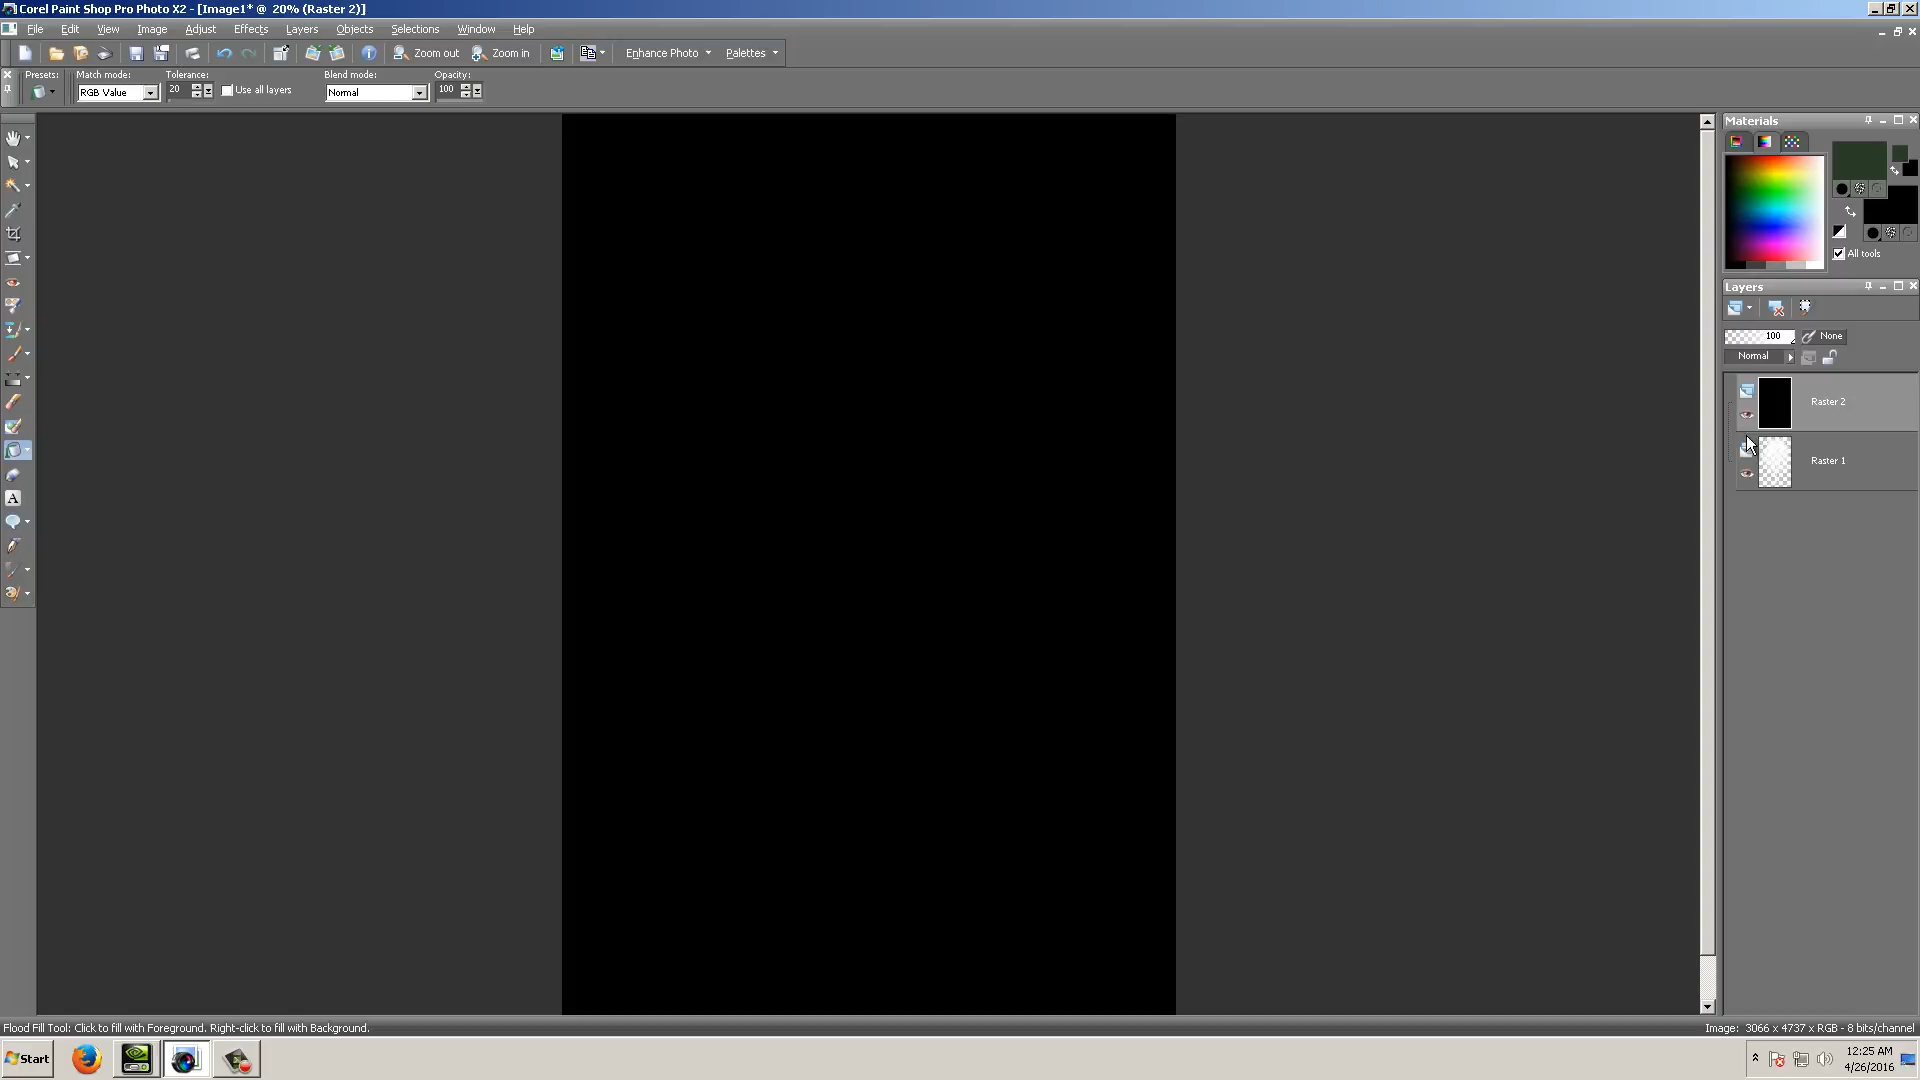 Corel Paint Shop Pro Photo X2 - [Image1* @ 20% (Raster 2)]
File Edit View Image Adjust Effects Layers Objects Selections Window Help
Zoom out Zoom in Enhance Photo Palettes
Presets: Match mode: Tolerance: Blend mode: Opacity:
RGB Value 20 Use all layers Normal 100
Materials
All tools
Layers
100 None
Normal
Raster 2
Raster 1
A
Flood Fill Tool: Click to fill with Foreground. Right-click to fill with Background.
Image: 3066 x 4737 x RGB - 8 bits/channel
Start
12:25 AM
4/26/2016